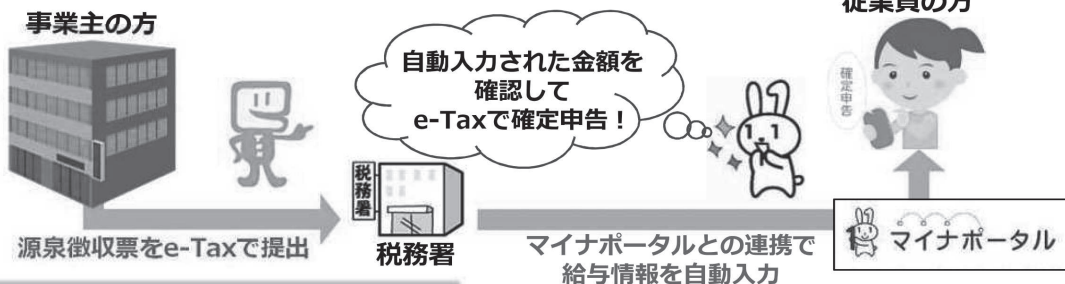 事業主の方
従業員の方
自動入力された金額を
確認して
e-Taxで確定申告！
確定申告
税務署
源泉徴収票をe-Taxで提出
税務署
マイナポータルとの連携で
給与情報を自動入力
マイナポータル